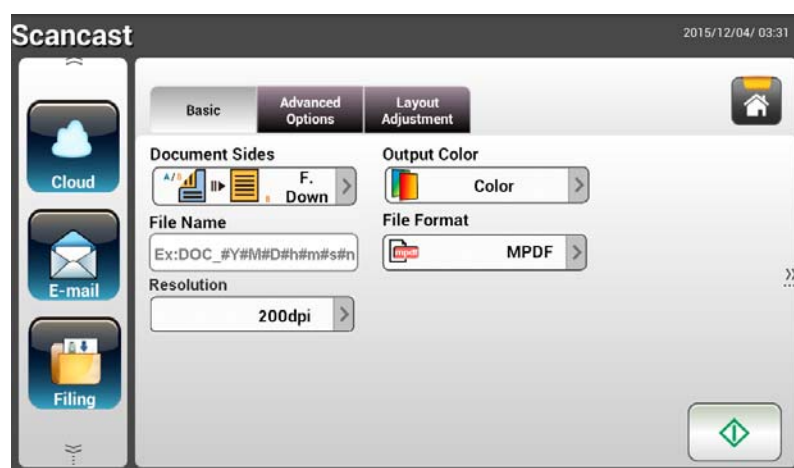 Scancast
2015/12/04/ 03:31
Cloud
E-mail
Filing
Basic
Advanced
Options
Layout
Adjustment
Document Sides
A/B
F.
Down
Output Color
Color
File Name
Ex:DOC_#Y#M#D#h#m#s#n
File Format
mpdf
MPDF
Resolution
200dpi